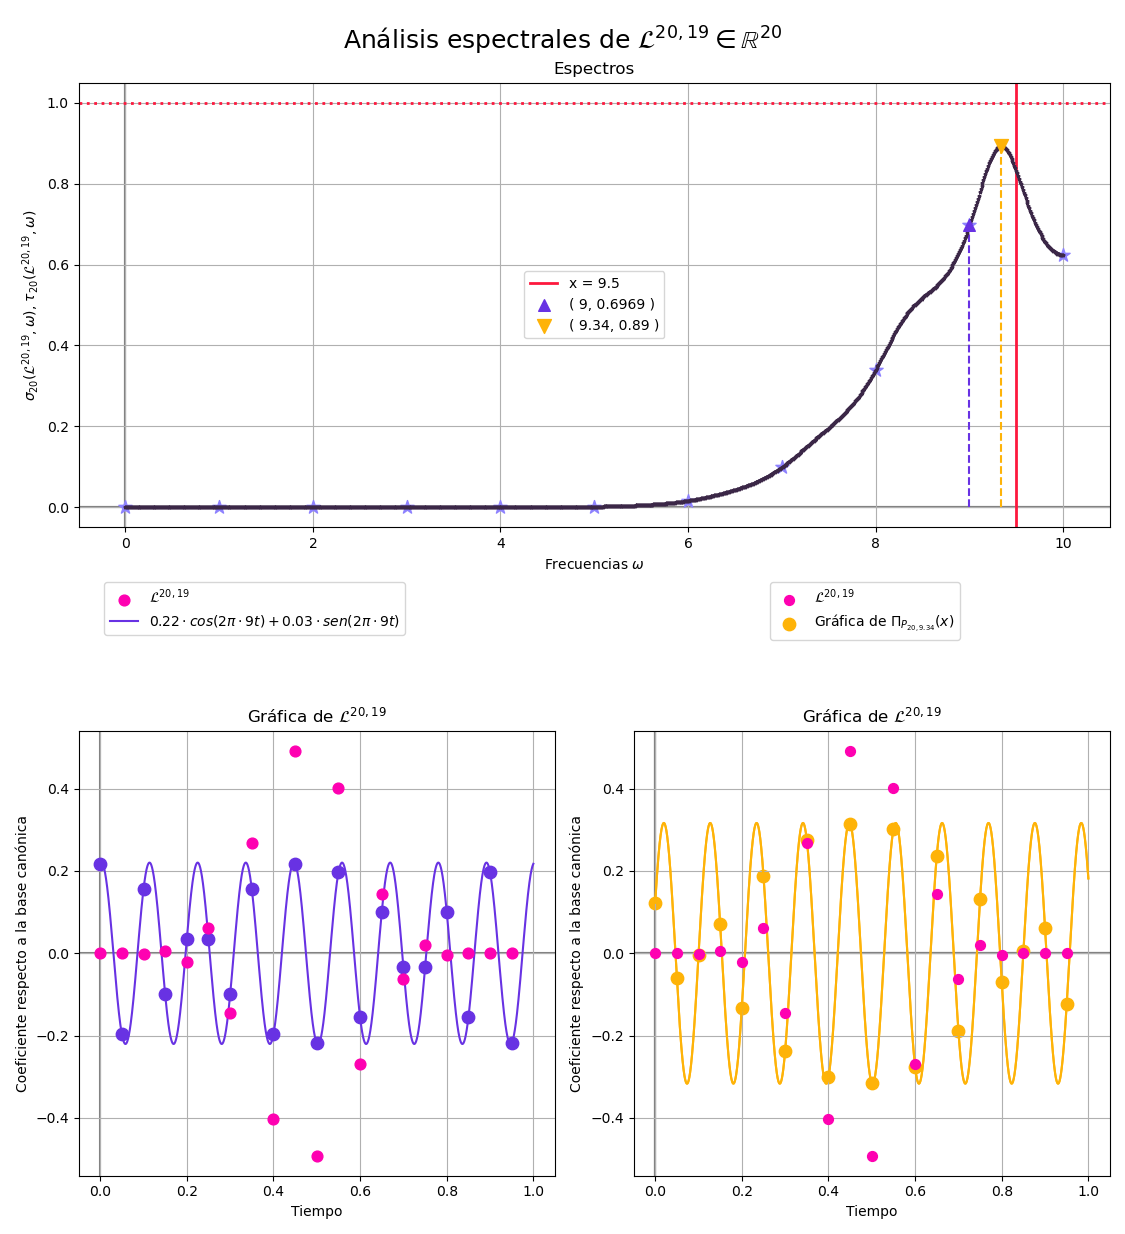 Análisis espectrales de 𝓛^{20,19} ∈ ℝ^{20}
Espectros
σ_{20}(𝓛^{20,19}, ω), τ_{20}(𝓛^{20,19}, ω)
1.0
0.8
0.6
0.4
0.2
0.0
x = 9.5
( 9, 0.6969 )
( 9.34, 0.89 )
0 2 4 6 8 10
Frecuencias ω
𝓛^{20,19}
0.22 · cos(2π · 9t) + 0.03 · sen(2π · 9t)
𝓛^{20,19}
Gráfica de Π_{P_{20,9.34}}(x)
Gráfica de 𝓛^{20,19}
Coeficiente respecto a la base canónica
0.4
0.2
0.0
−0.2
−0.4
0.0 0.2 0.4 0.6 0.8 1.0
Tiempo
Gráfica de 𝓛^{20,19}
Coeficiente respecto a la base canónica
0.4
0.2
0.0
−0.2
−0.4
0.0 0.2 0.4 0.6 0.8 1.0
Tiempo